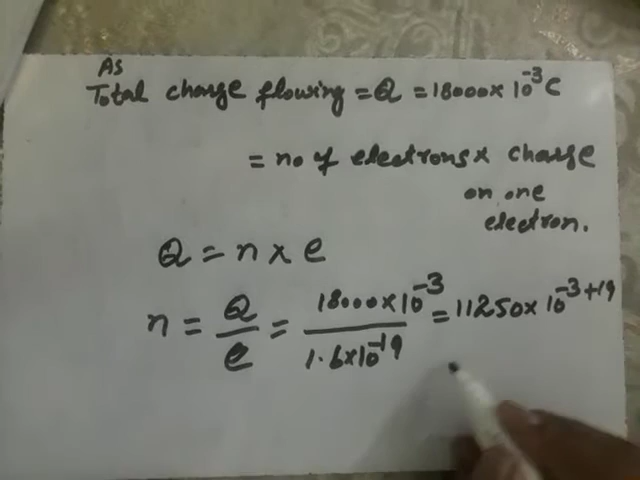 As
Total charge flowing = Q = 18000 × 10⁻³ C
= no of electrons × charge
on one
electron.
Q = n × e
n = Q/e = 18000 × 10⁻³ / 1.6 × 10⁻¹⁹ = 11250 × 10⁻³⁺¹⁹